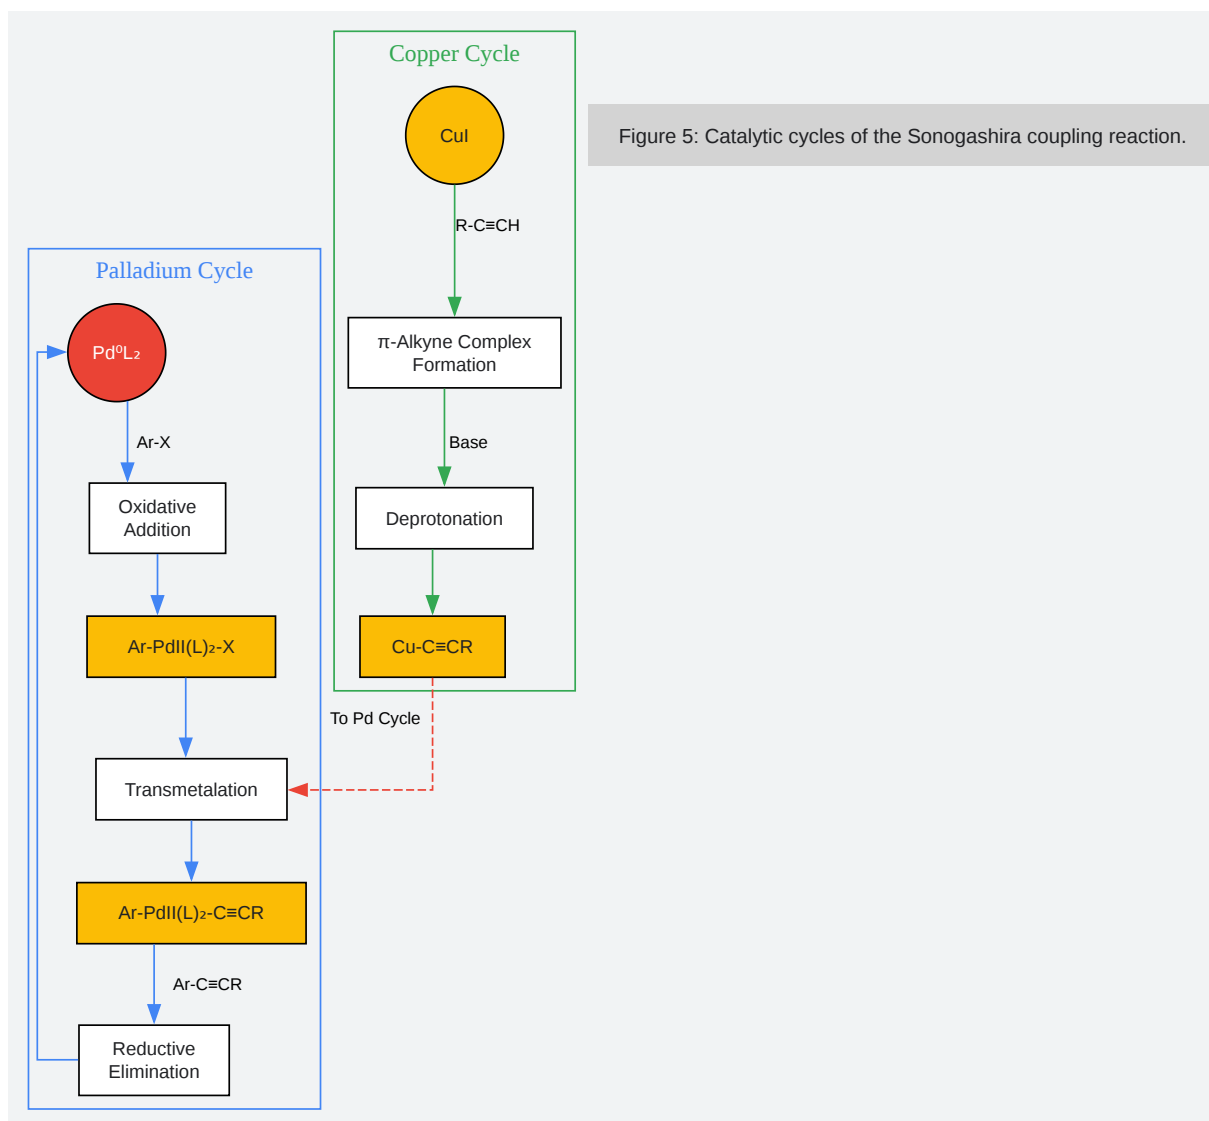 Copper Cycle
CuI
Figure 5: Catalytic cycles of the Sonogashira coupling reaction.
R-C≡CH
π-Alkyne Complex
Formation
Base
Deprotonation
Cu-C≡CR
To Pd Cycle
Palladium Cycle
Pd⁰L₂
Ar-X
Oxidative
Addition
Ar-PdII(L)₂-X
Transmetalation
Ar-PdII(L)₂-C≡CR
Ar-C≡CR
Reductive
Elimination